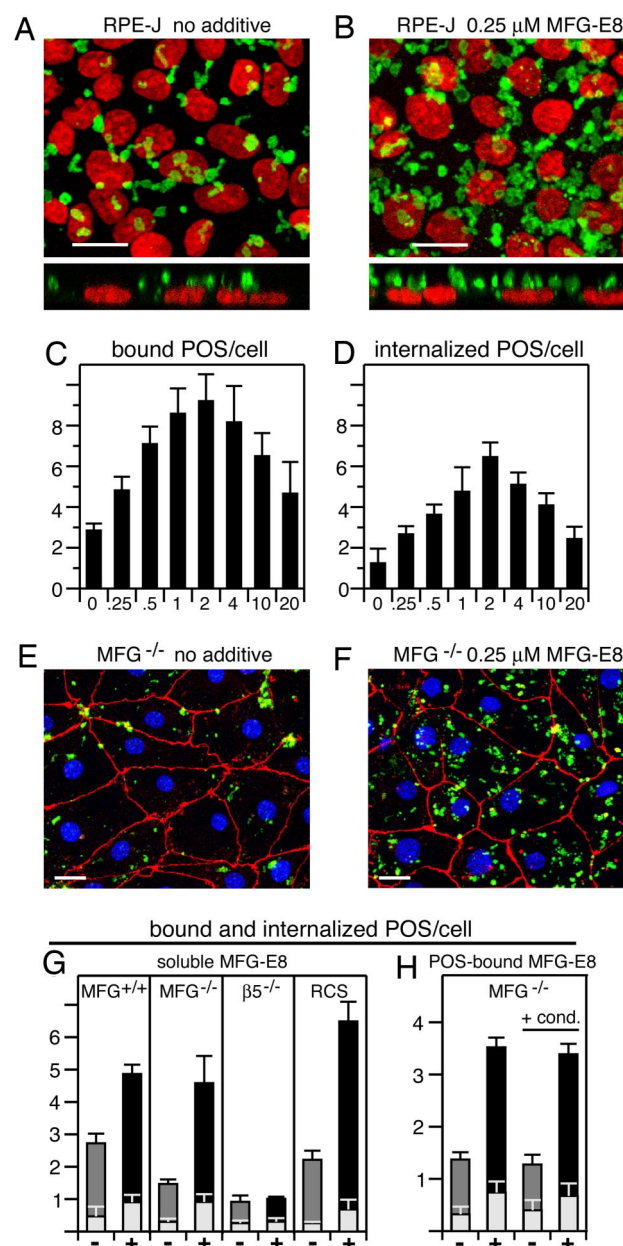 A RPE-J no additive
B RPE-J 0.25 µM MFG-E8
C bound POS/cell
D internalized POS/cell
8
6
4
2
0
0 .25 .5 1 2 4 10 20
8
6
4
2
0
0 .25 .5 1 2 4 10 20
E MFG -/- no additive
F MFG -/- 0.25 µM MFG-E8
bound and internalized POS/cell
G soluble MFG-E8
H POS-bound MFG-E8
MFG+/+ MFG-/- β5-/- RCS
MFG -/-
+ cond.
6
5
4
3
2
1
- + - + - + - +
4
3
2
1
- + - +